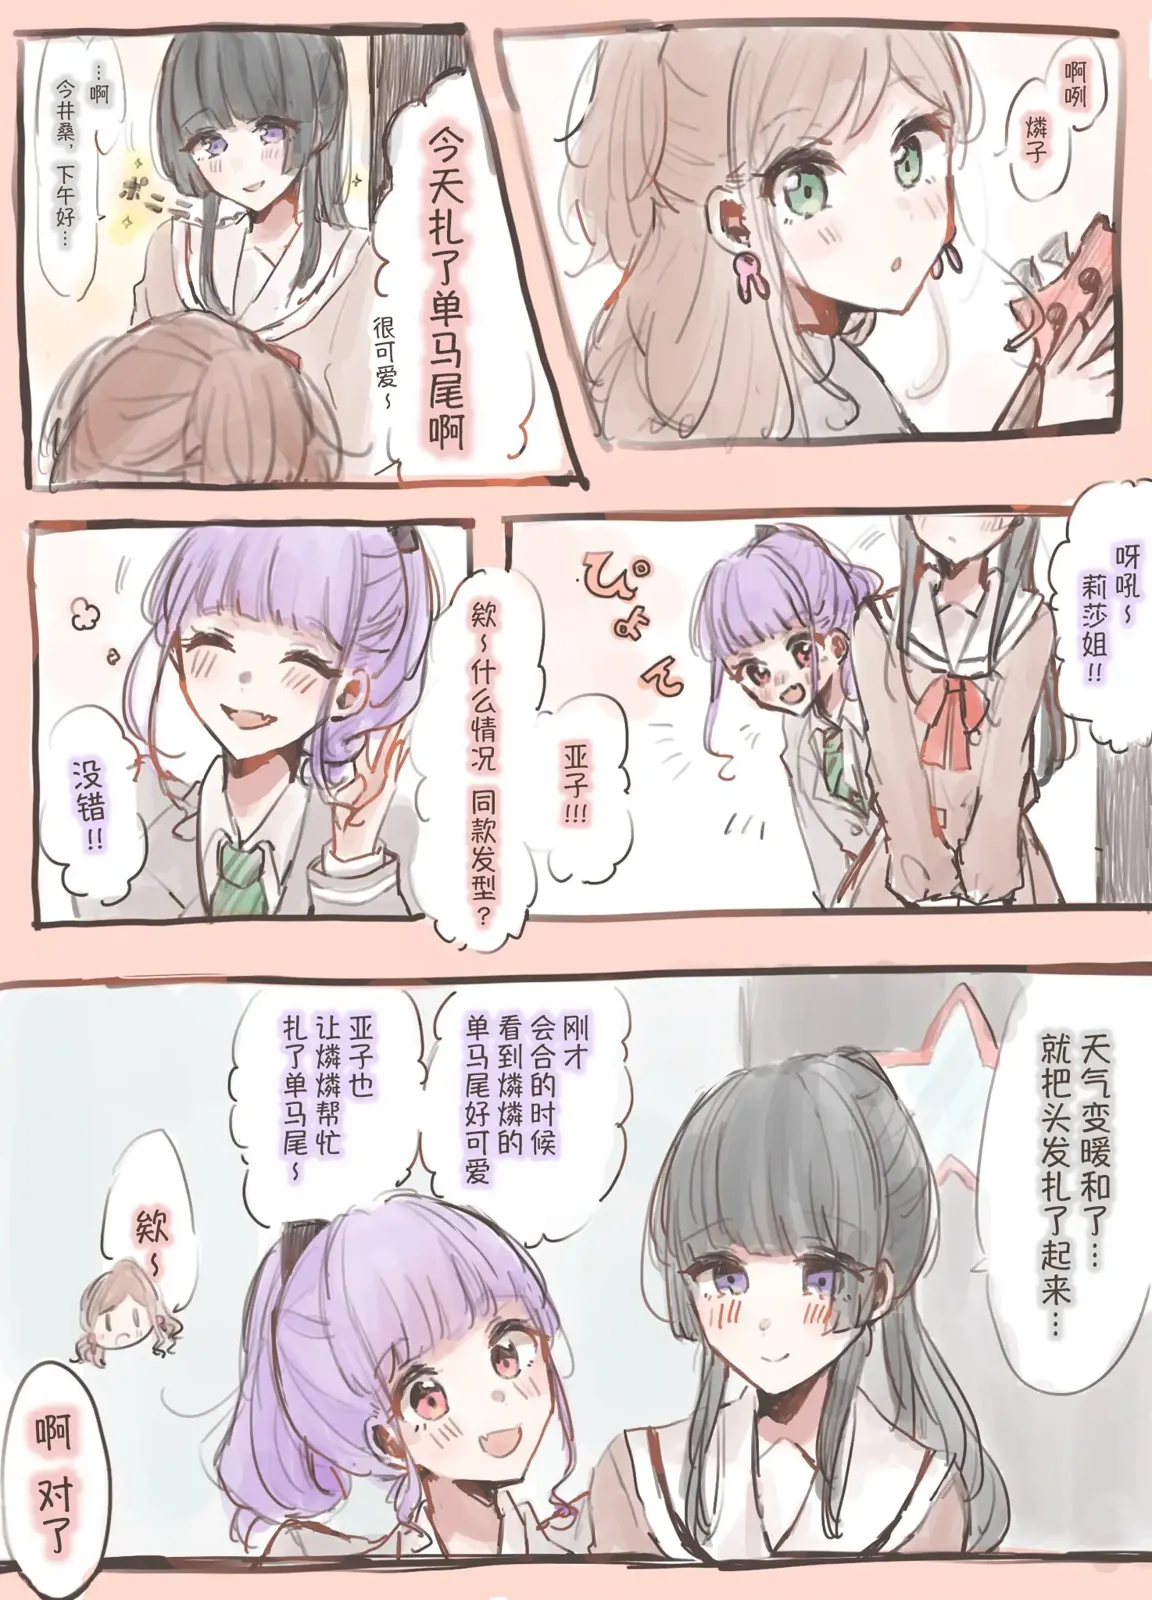 啊咧
燐子
今天扎了单马尾啊
很可爱~
…啊
今井桑，下午好…
ポニーー
呀吼~
莉莎姐!!
ぴょこ
亚子!!!
欸~什么情况 同款发型?
没错!!
天气变暖和了…
就把头发扎了起来…
刚才
会合的时候
看到燐燐的
单马尾好可爱
亚子也
让燐燐帮忙
扎了单马尾~
欸~
啊 对了